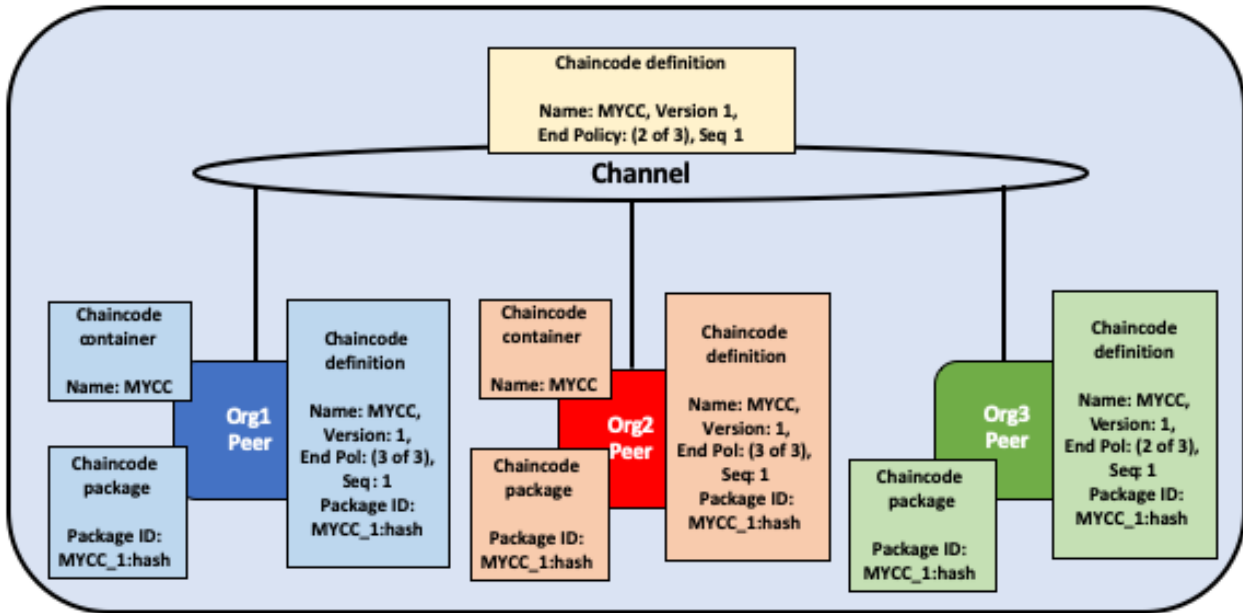 Chaincode definition
Name: MYCC, Version 1,
End Policy: (2 of 3), Seq 1
Channel
Chaincode
container
Name: MYCC
Org1
Peer
Chaincode
package
Package ID:
MYCC_1:hash
Chaincode
definition
Name: MYCC,
Version: 1,
End Pol: (3 of 3),
Seq: 1
Package ID:
MYCC_1:hash
Chaincode
container
Name: MYCC
Org2
Peer
Chaincode
package
Package ID:
MYCC_1:hash
Chaincode
definition
Name: MYCC,
Version: 1,
End Pol: (3 of 3),
Seq: 1
Package ID:
MYCC_1:hash
Org3
Peer
Chaincode
package
Package ID:
MYCC_1:hash
Chaincode
definition
Name: MYCC,
Version: 1,
End Pol: (2 of 3),
Seq: 1
Package ID:
MYCC_1:hash